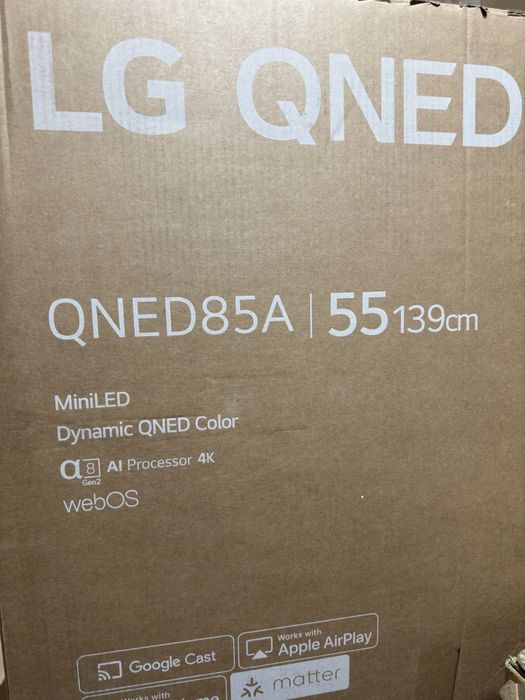 LG QNED
QNED85A | 55 139cm
MiniLED
Dynamic QNED Color
α8 AI Processor 4K
Gen2
webOS
Google Cast
Works with
Apple AirPlay
matter